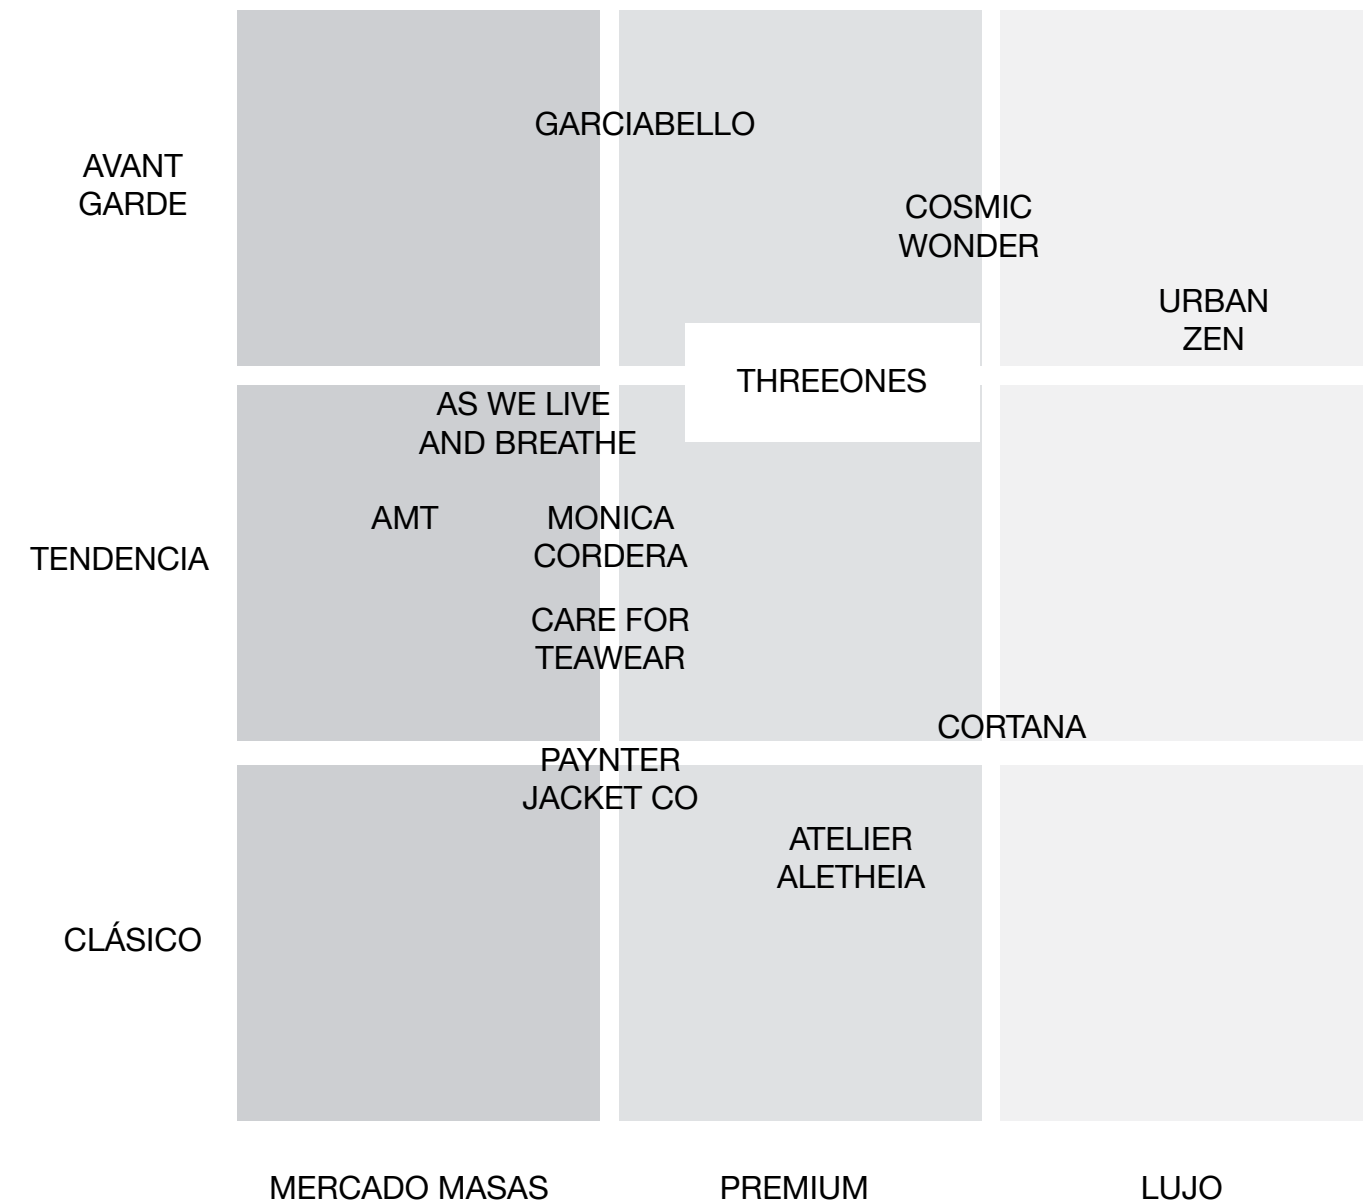 GARCIABELLO
AVANT
GARDE
COSMIC
WONDER
URBAN
ZEN
THREEONES
AS WE LIVE
AND BREATHE
AMT
MONICA
CORDERA
TENDENCIA
CARE FOR
TEAWEAR
CORTANA
PAYNTER
JACKET CO
ATELIER
ALETHEIA
CLÁSICO
MERCADO MASAS
PREMIUM
LUJO